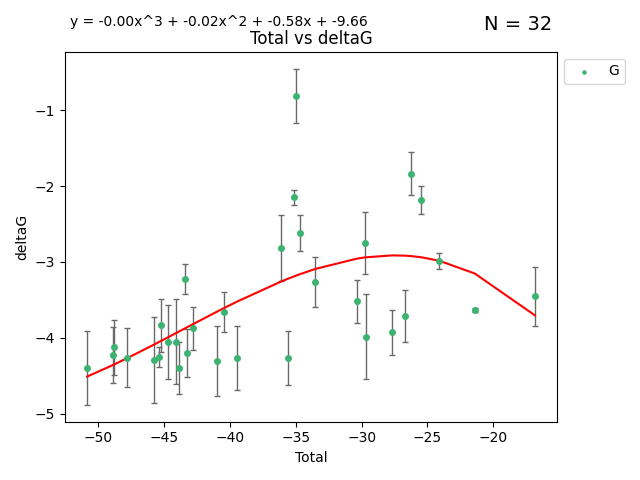 y = -0.00x^3 + -0.02x^2 + -0.58x + -9.66
N = 32
Total vs deltaG
G
deltaG
−1
−2
−3
−4
−5
−50 −45 −40 −35 −30 −25 −20
Total